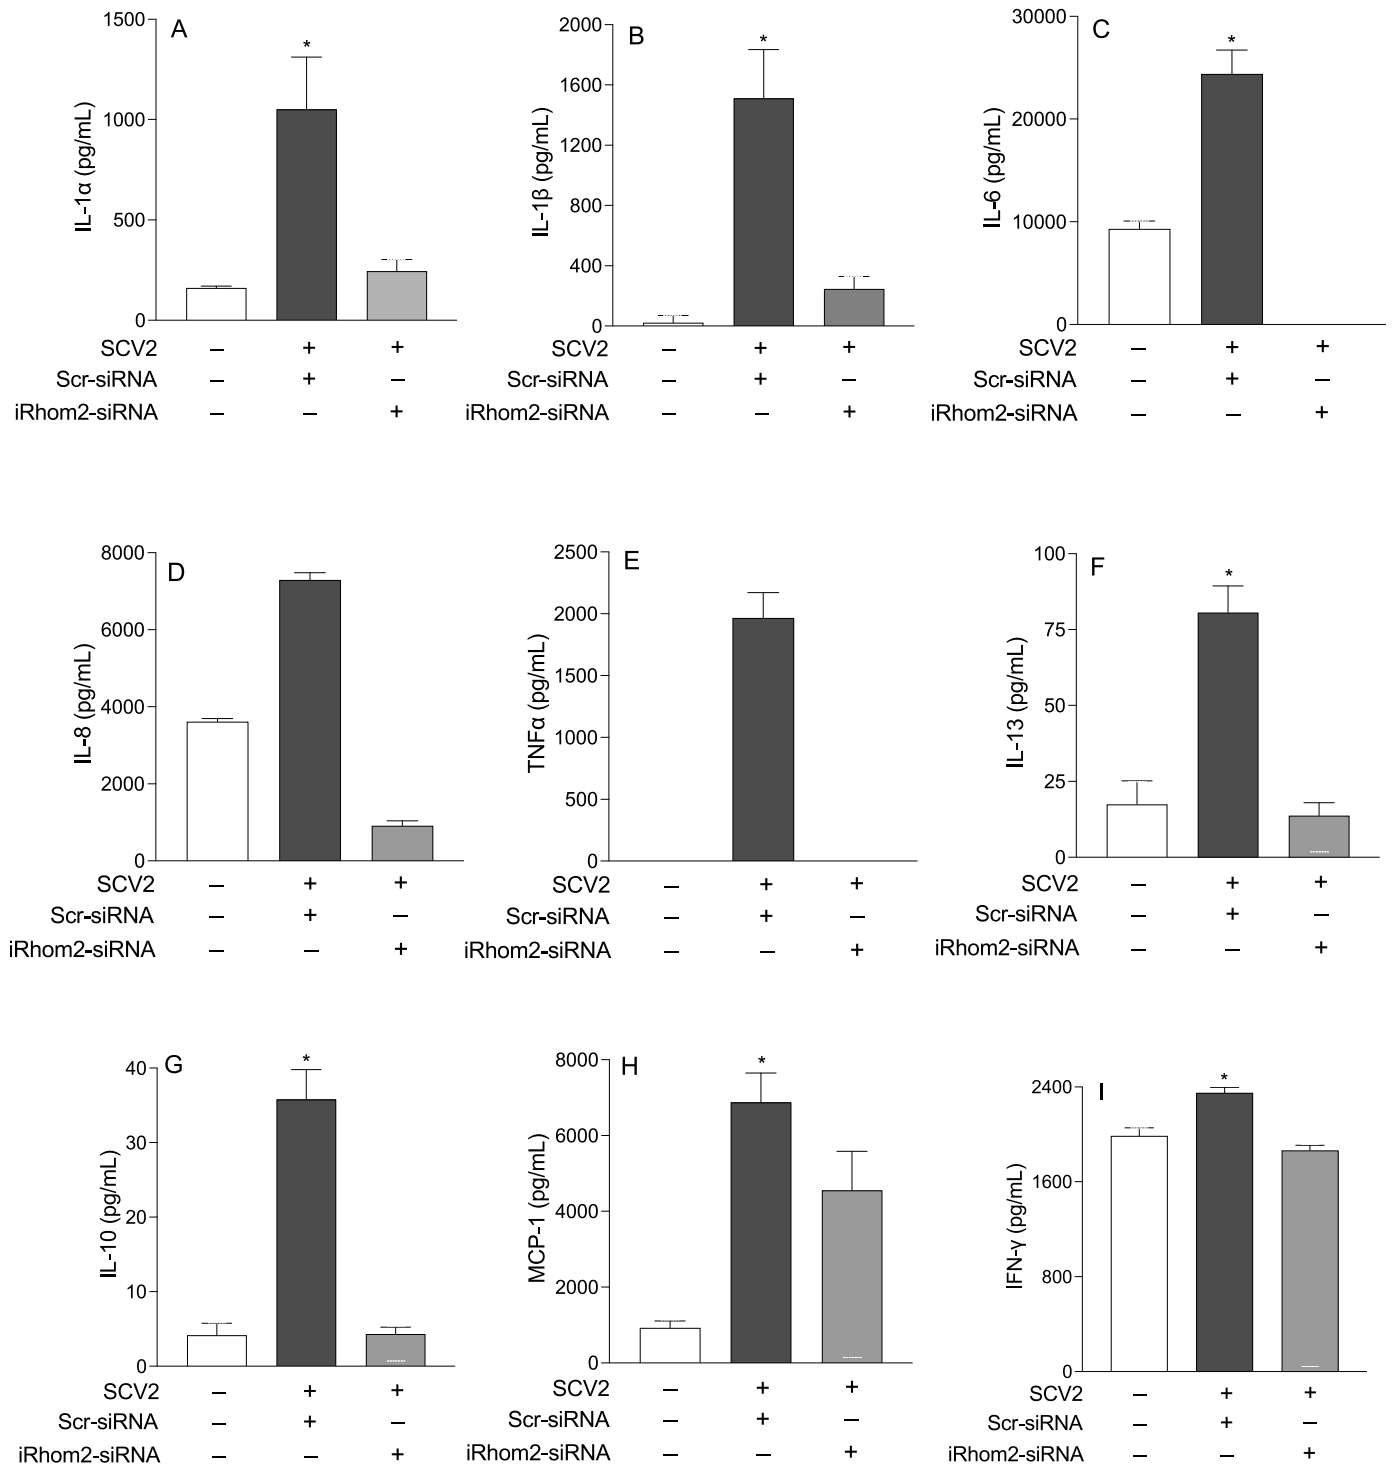 A
IL-1α (pg/mL)
1500
1000
500
0
*
SCV2 – + +
Scr-siRNA – + –
iRhom2-siRNA – – +
B
IL-1β (pg/mL)
2000
1600
1200
800
400
0
*
SCV2 – + +
Scr-siRNA – + –
iRhom2-siRNA – – +
C
IL-6 (pg/mL)
30000
20000
10000
0
*
SCV2 – + +
Scr-siRNA – + –
iRhom2-siRNA – – +
D
IL-8 (pg/mL)
8000
6000
4000
2000
0
SCV2 – + +
Scr-siRNA – + –
iRhom2-siRNA – – +
E
TNFα (pg/mL)
2500
2000
1500
1000
500
0
SCV2 – + +
Scr-siRNA – + –
iRhom2-siRNA – – +
F
IL-13 (pg/mL)
100
75
50
25
0
*
SCV2 – + +
Scr-siRNA – + –
iRhom2-siRNA – – +
G
IL-10 (pg/mL)
40
30
20
10
0
*
SCV2 – + +
Scr-siRNA – + –
iRhom2-siRNA – – +
H
MCP-1 (pg/mL)
8000
6000
4000
2000
0
*
SCV2 – + +
Scr-siRNA – + –
iRhom2-siRNA – – +
I
IFN-γ (pg/mL)
2400
1600
800
0
*
SCV2 – + +
Scr-siRNA – + –
iRhom2-siRNA – – +